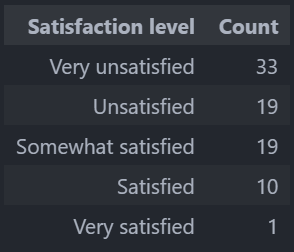 Satisfaction level Count
Very unsatisfied 33
Unsatisfied 19
Somewhat satisfied 19
Satisfied 10
Very satisfied 1